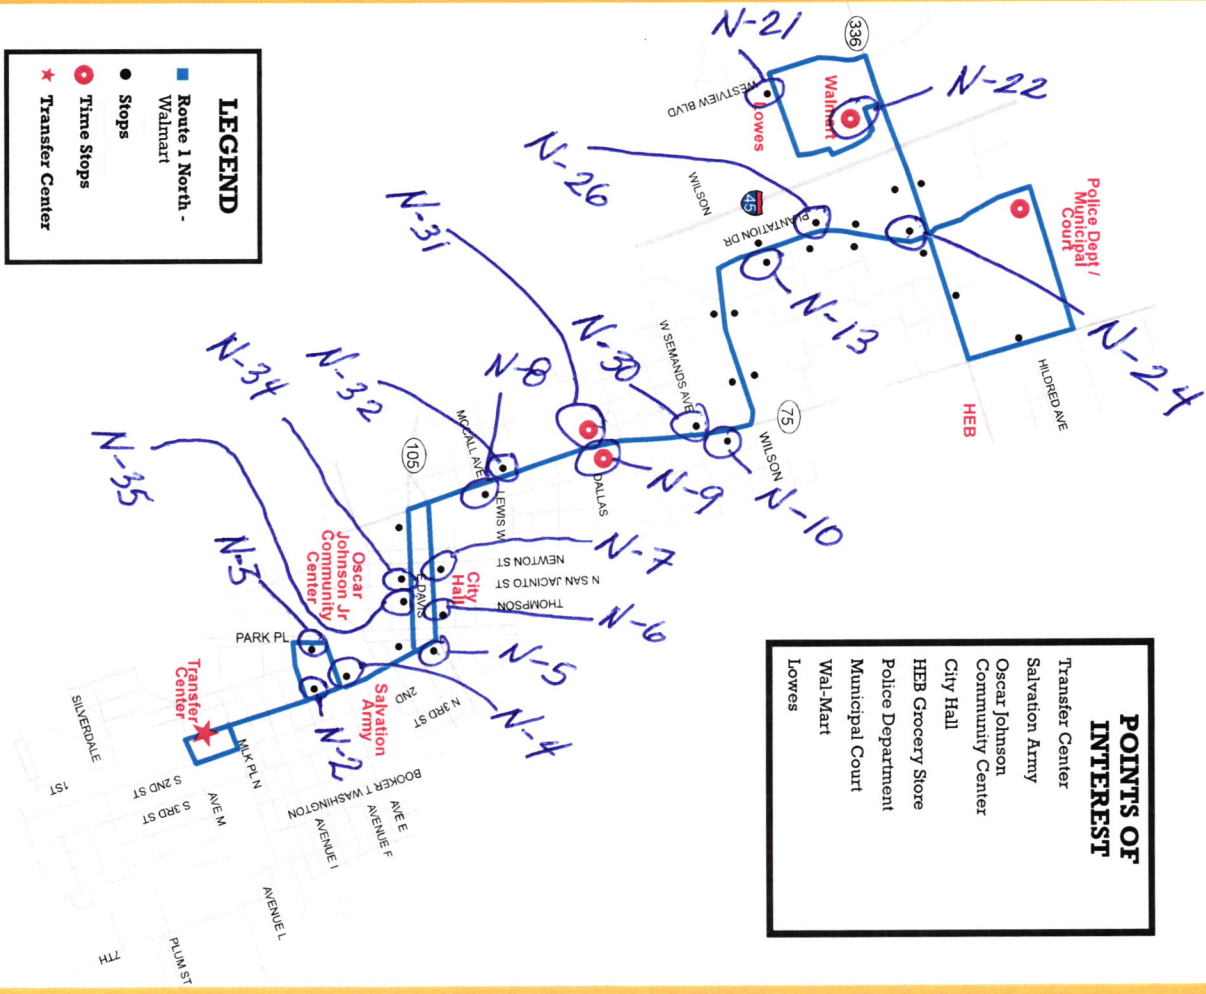 LEGEND
Route 1 North -
Walmart
Stops
Time Stops
Transfer Center
POINTS OF
INTEREST
Transfer Center
Salvation Army
Oscar Johnson
Community Center
City Hall
HEB Grocery Store
Police Department
Municipal Court
Wal-Mart
Lowes
N-21
336
N-22
Walmart
WESTVIEW BLVD
Lowes
N-26
WILSON
45
PLANTATION DR
Police Dept /
Municipal
Court
N-31
N-13
N-24
HILDRED AVE
HEB
N-30
W SEMANDS AVE
75
WILSON
N-34
N-32
N-8
MCCALL AVE
LEWIS W
DALLAS
N-9
N-10
N-35
105
N-7
NEWTON ST
N SAN JACINTO ST
THOMPSON
City
Hall
E DAVIS
N-6
Oscar
Johnson Jr
Community
Center
N-3
N-5
PARK PL
N-4
2ND
N 3RD ST
Salvation
Army
N-2
Transfer
Center
MLK PL N
SILVERDALE
1ST
S 2ND ST
S 3RD ST
AVE M
BOOKER T WASHINGTON
AVENUE I
AVENUE F
AVE E
AVENUE L
7TH
PLUM ST